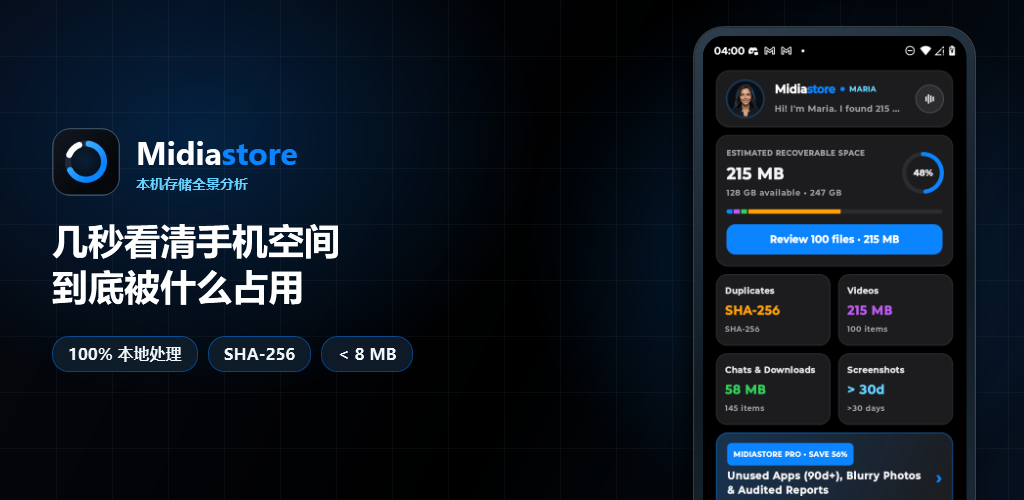 Midiastore
本机存储全景分析
几秒看清手机空间
到底被什么占用
100% 本地处理
SHA-256
< 8 MB
04:00
Midiastore • MARIA
Hi! I'm Maria. I found 215 ...
ESTIMATED RECOVERABLE SPACE
215 MB
128 GB available • 247 GB
48%
Review 100 files • 215 MB
Duplicates
SHA-256
SHA-256
Videos
215 MB
100 items
Chats & Downloads
58 MB
145 items
Screenshots
> 30d
>30 days
MIDIASTORE PRO • SAVE 56%
Unused Apps (90d+), Blurry Photos
& Audited Reports